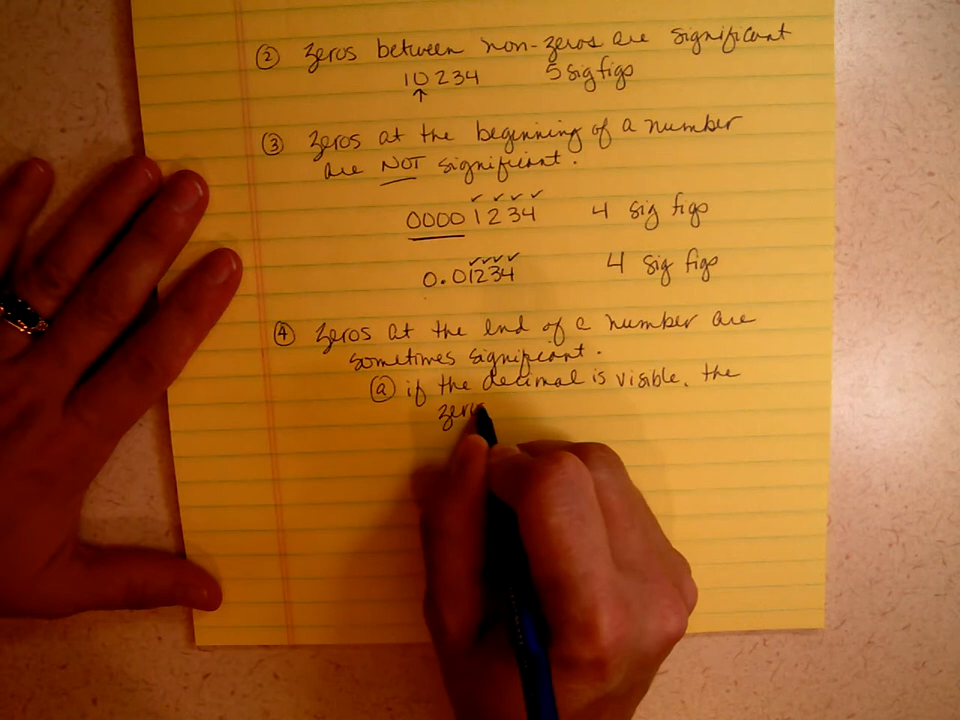 ② Zeros between non-zeros are significant
10234 5 sig figs
↑
③ Zeros at the beginning of a number
are NOT significant.
✓ ✓ ✓ ✓
00001234 4 sig figs
✓✓✓✓
0.01234 4 sig figs
④ Zeros at the end of a number are
sometimes significant.
ⓐ if the decimal is visible, the
zero